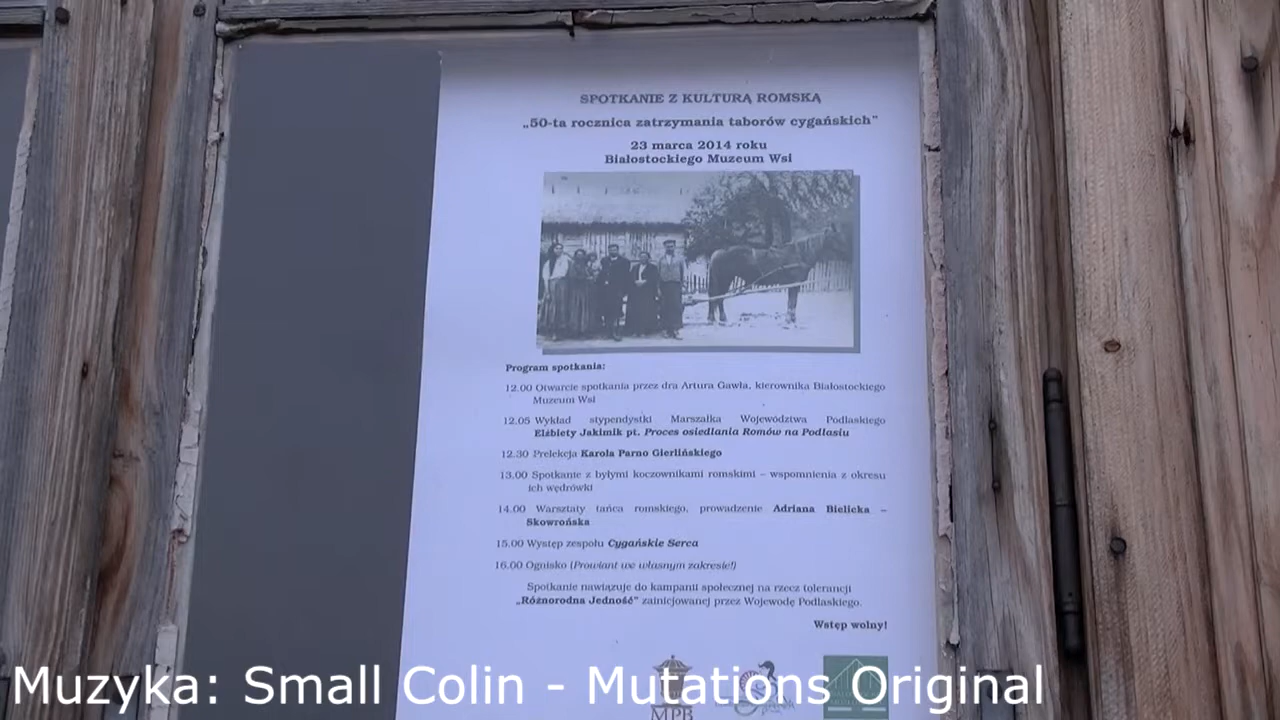 SPOTKANIE Z KULTURĄ ROMSKĄ
„50-ta rocznica zatrzymania taborów cygańskich"
23 marca 2014 roku
Białostockiego Muzeum Wsi
Program spotkania:
12.00 Otwarcie spotkania przez dra Artura Gawła, kierownika Białostockiego
Muzeum Wsi
12.05 Wykład stypendystki Marszałka Województwa Podlaskiego
Elżbiety Jakimik pt. Proces osiedlania Romów na Podlasiu
12.30 Prelekcja Karola Parno Gierlińskiego
13.00 Spotkanie z byłymi koczownikami romskimi – wspomnienia z okresu
ich wędrówki
14.00 Warsztaty tańca romskiego, prowadzenie Adriana Bielicka –
Skowrońska
15.00 Występ zespołu Cygańskie Serca
16.00 Ognisko (Prowiant we własnym zakresie!)
Spotkanie nawiązuje do kampanii społecznej na rzecz tolerancji
„Różnorodna Jedność" zainicjowanej przez Wojewodę Podlaskiego.
Wstęp wolny!
MPB
Muzyka: Small Colin - Mutations Original